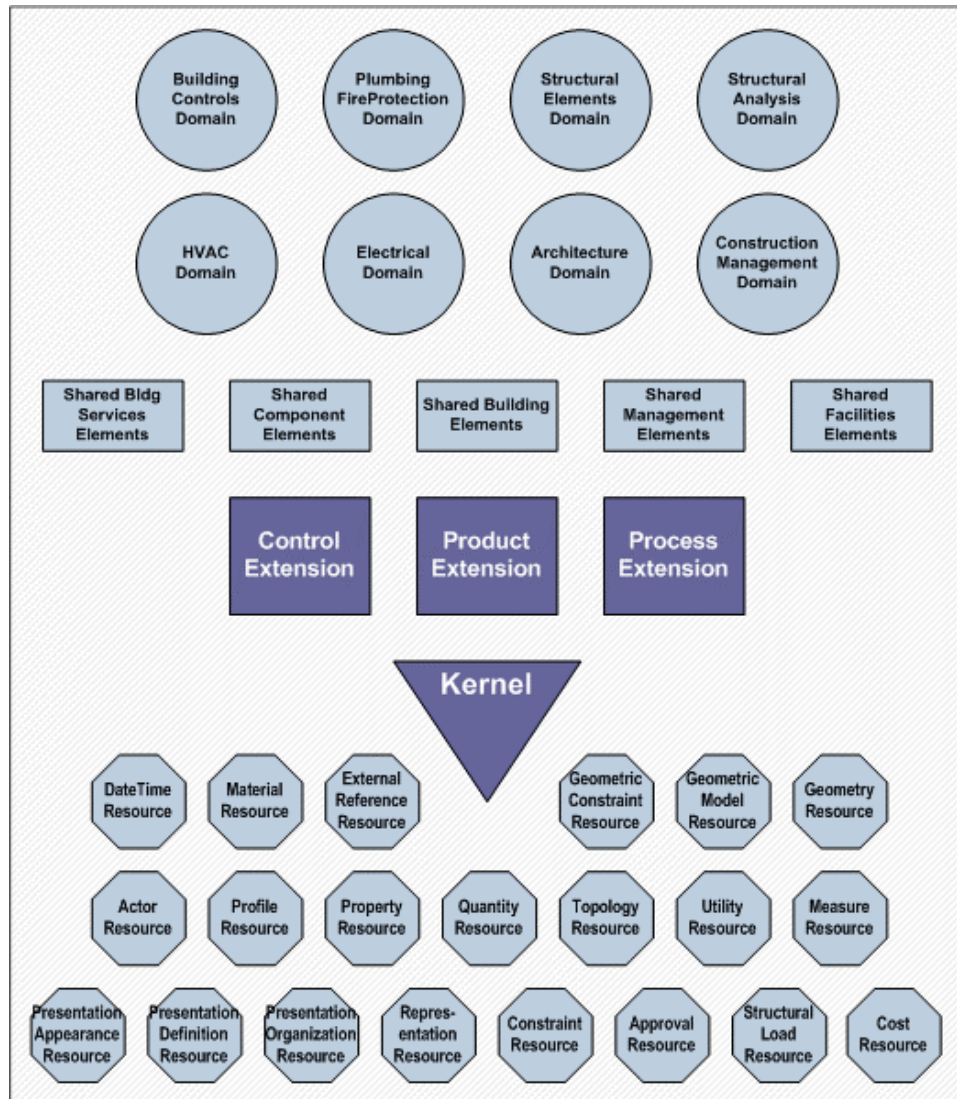 Building
Controls
Domain
Plumbing
FireProtection
Domain
Structural
Elements
Domain
Structural
Analysis
Domain
HVAC
Domain
Electrical
Domain
Architecture
Domain
Construction
Management
Domain
Shared Bldg
Services
Elements
Shared
Component
Elements
Shared Building
Elements
Shared
Management
Elements
Shared
Facilities
Elements
Control
Extension
Product
Extension
Process
Extension
Kernel
DateTime
Resource
Material
Resource
External
Reference
Resource
Geometric
Constraint
Resource
Geometric
Model
Resource
Geometry
Resource
Actor
Resource
Profile
Resource
Property
Resource
Quantity
Resource
Topology
Resource
Utility
Resource
Measure
Resource
Presentation
Appearance
Resource
Presentation
Definition
Resource
Presentation
Organization
Resource
Repres-
entation
Resource
Constraint
Resource
Approval
Resource
Structural
Load
Resource
Cost
Resource